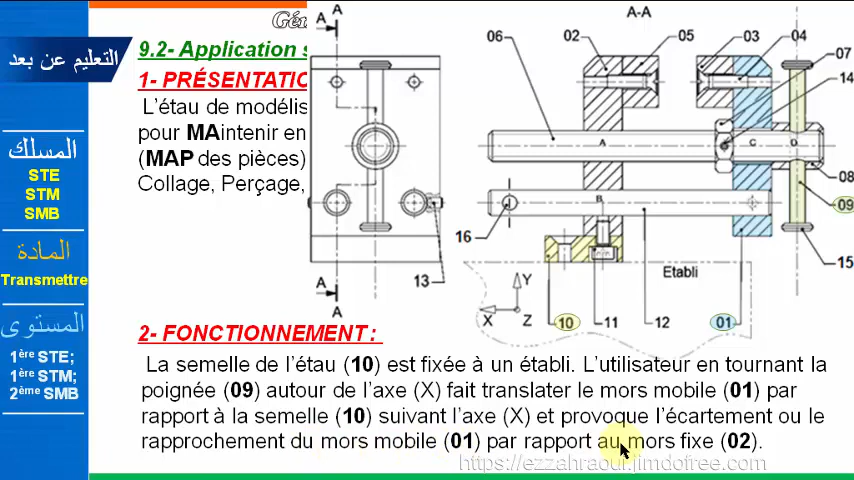 Gén
9.2- Application s
1- PRÉSENTATIO
L'étau de modélis
pour MAintenir en
(MAP des pièces)
Collage, Perçage,
التعليم عن بعد
المسلك
STE
STM
SMB
المادة
Transmettre
المستوى
1ère STE;
1ère STM;
2ème SMB
A
A
A
A
13
A-A
06
02
05
03
04
07
14
A
C
D
08
B
09
16
15
Etabli
Y
X
Z
10
11
12
01
2- FONCTIONNEMENT :
La semelle de l'étau (10) est fixée à un établi. L'utilisateur en tournant la
poignée (09) autour de l'axe (X) fait translater le mors mobile (01) par
rapport à la semelle (10) suivant l'axe (X) et provoque l'écartement ou le
rapprochement du mors mobile (01) par rapport au mors fixe (02).
https://ezzahraoui.jimdofree.com